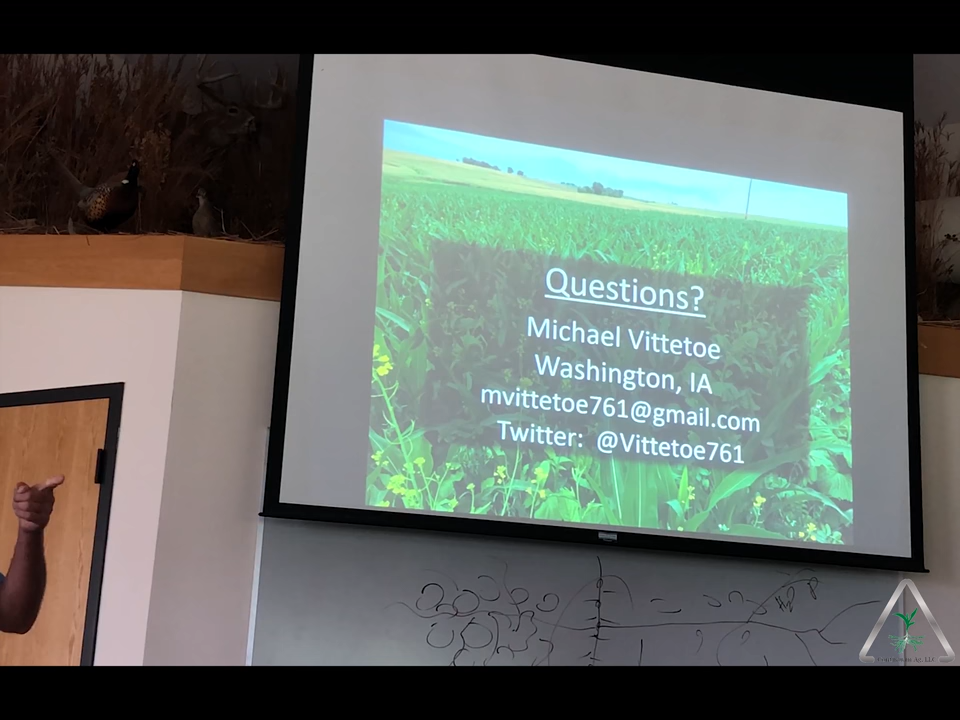 Questions?
Michael Vittetoe
Washington, IA
mvittetoe761@gmail.com
Twitter: @Vittetoe761